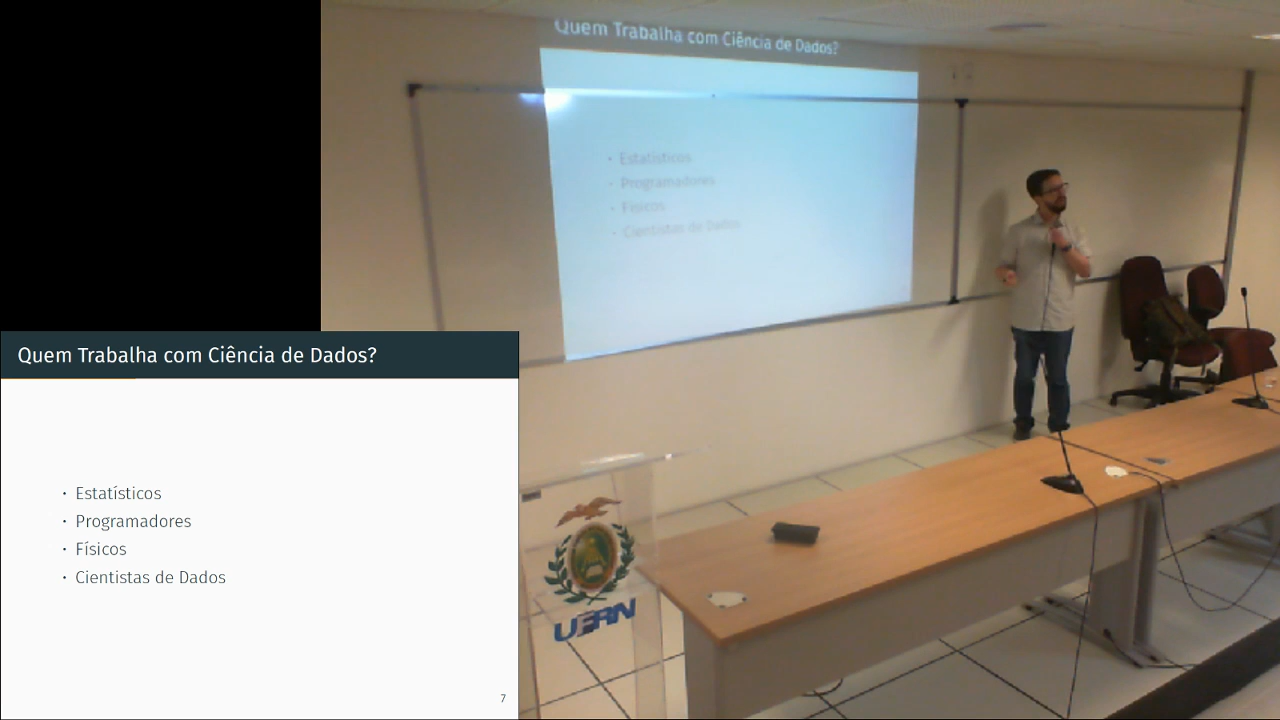 Quem Trabalha com Ciência de Dados?
• Estatísticos
• Programadores
• Físicos
• Cientistas de Dados
Quem Trabalha com Ciência de Dados?
• Estatísticos
• Programadores
• Físicos
• Cientistas de Dados
7
UERN